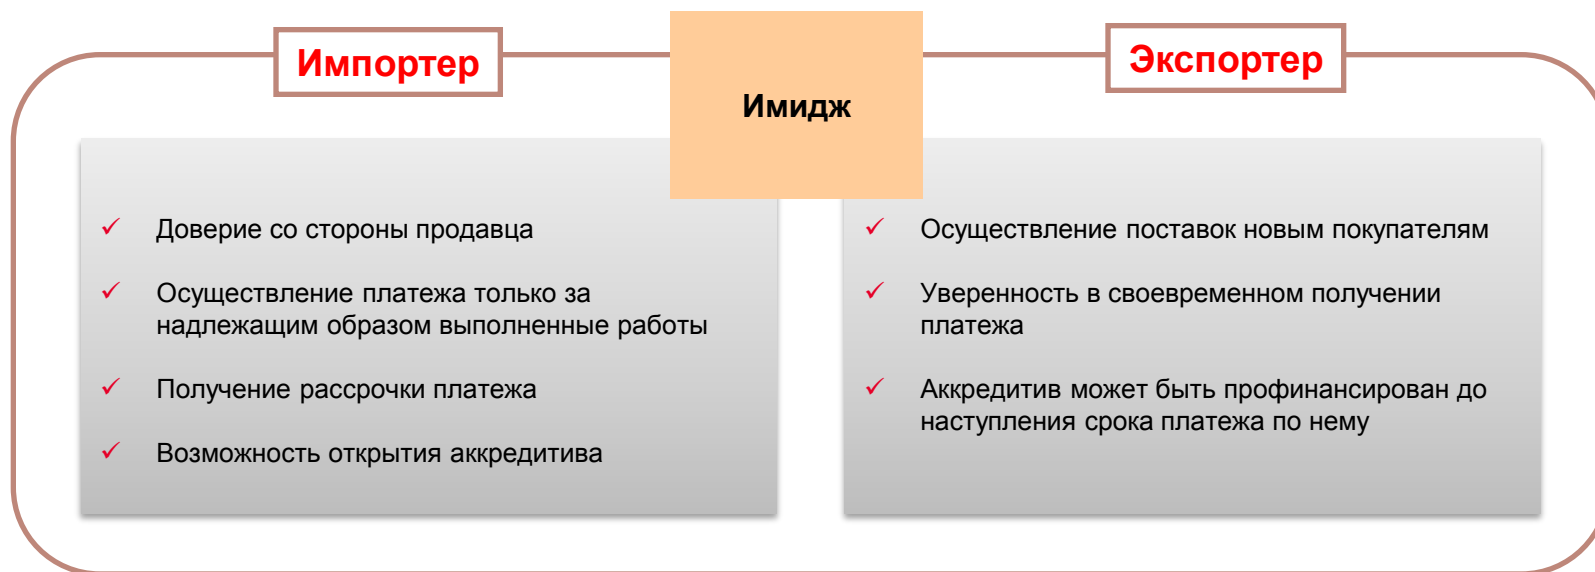 Импортер
Имидж
Экспортер
Доверие со стороны продавца
Осуществление платежа только за
надлежащим образом выполненные работы
Получение рассрочки платежа
Возможность открытия аккредитива
Осуществление поставок новым покупателям
Уверенность в своевременном получении
платежа
Аккредитив может быть профинансирован до
наступления срока платежа по нему